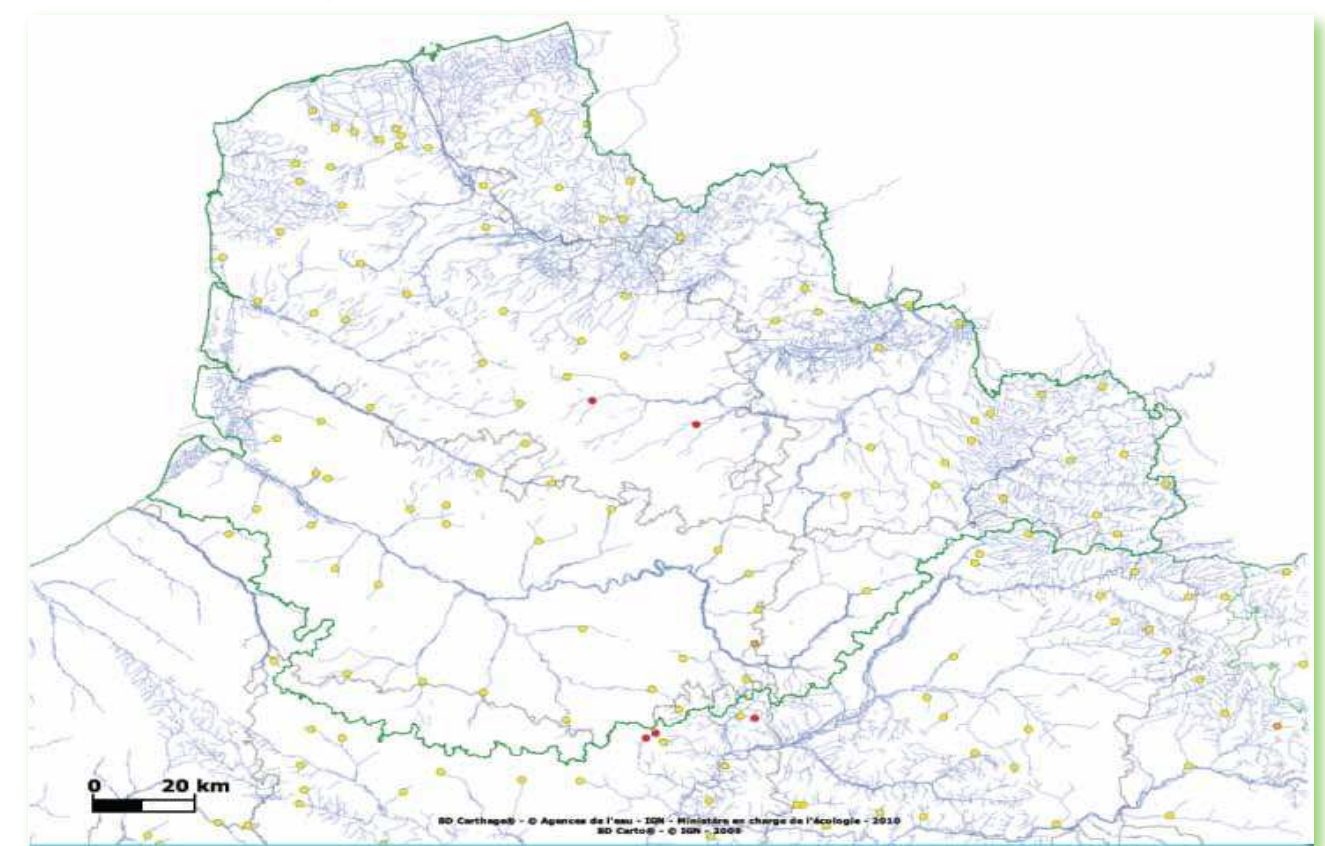 0 20 km
BD Carthage® - © Agences de l'eau - IGN - Ministère en charge de l'écologie - 2010
BD Carto® - © IGN - 2009